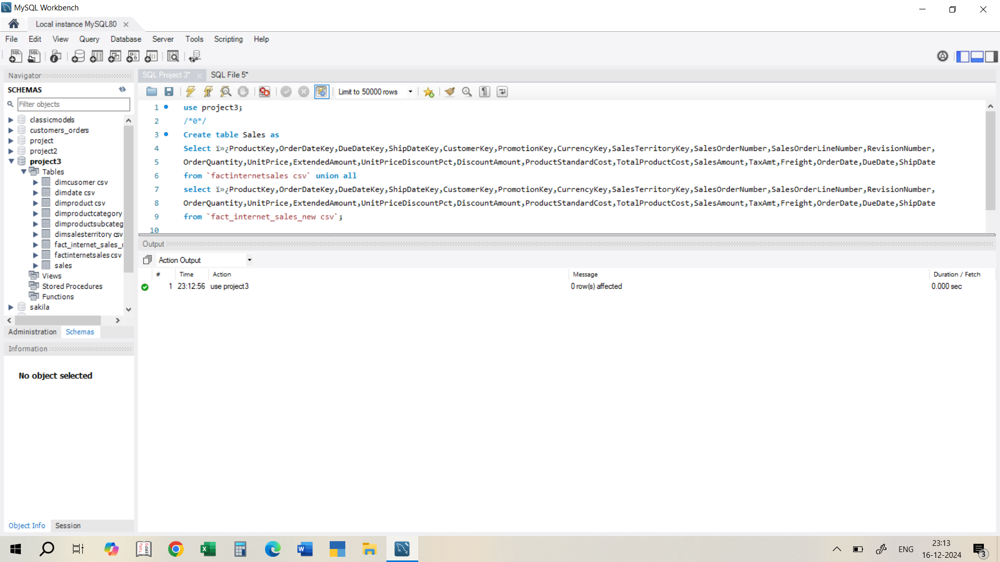 MySQL Workbench
Local instance MySQL80
File Edit View Query Database Server Tools Scripting Help
Navigator
SCHEMAS
Filter objects
classicmodels
customers_orders
project
project2
project3
Tables
dimcusomer csv
dimdate csv
dimproduct csv
dimproductcategory
dimproductsubcateg
dimsalesterritory csv
fact_internet_sales_
factinternetsales csv
sales
Views
Stored Procedures
Functions
sakila
Administration Schemas
Information
No object selected
Object Info Session
SQL Project 3* SQL File 5*
Limit to 50000 rows
1 use project3;
2 /*0*/
3 Create table Sales as
4 Select ï»¿ProductKey,OrderDateKey,DueDateKey,ShipDateKey,CustomerKey,PromotionKey,CurrencyKey,SalesTerritoryKey,SalesOrderNumber,SalesOrderLineNumber,RevisionNumber,
5 OrderQuantity,UnitPrice,ExtendedAmount,UnitPriceDiscountPct,DiscountAmount,ProductStandardCost,TotalProductCost,SalesAmount,TaxAmt,Freight,OrderDate,DueDate,ShipDate
6 from `factinternetsales csv` union all
7 select ï»¿ProductKey,OrderDateKey,DueDateKey,ShipDateKey,CustomerKey,PromotionKey,CurrencyKey,SalesTerritoryKey,SalesOrderNumber,SalesOrderLineNumber,RevisionNumber,
8 OrderQuantity,UnitPrice,ExtendedAmount,UnitPriceDiscountPct,DiscountAmount,ProductStandardCost,TotalProductCost,SalesAmount,TaxAmt,Freight,OrderDate,DueDate,ShipDate
9 from `fact_internet_sales_new csv`;
10
Output
Action Output
# Time Action Message Duration / Fetch
1 23:12:56 use project3 0 row(s) affected 0.000 sec
ENG
23:13
16-12-2024
3